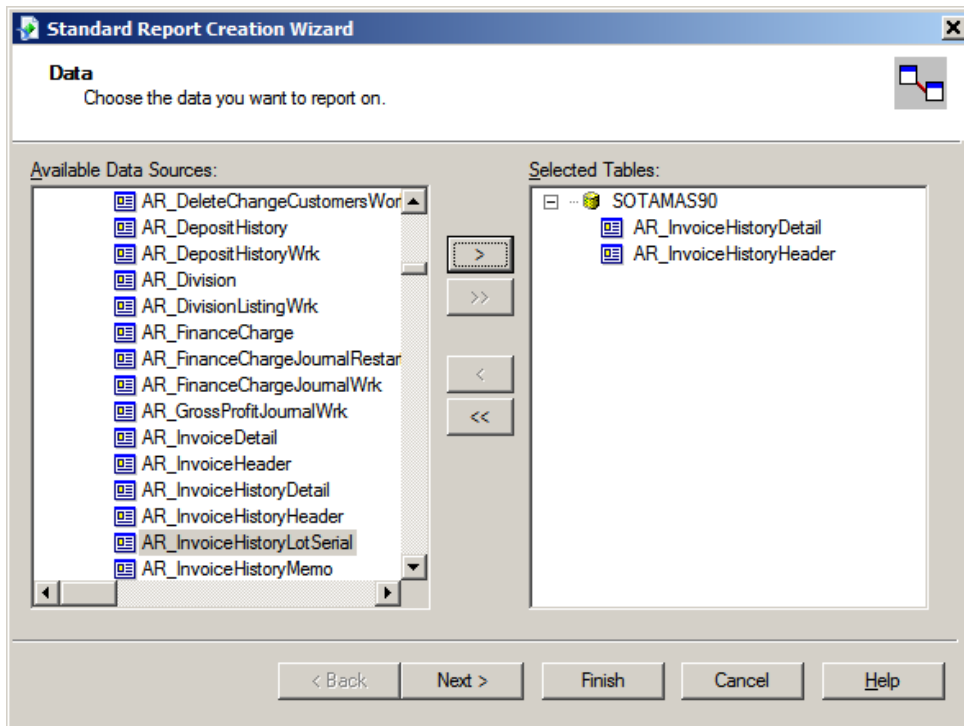 Standard Report Creation Wizard
Data
Choose the data you want to report on.
Available Data Sources:
AR_DeleteChangeCustomersWor
AR_DepositHistory
AR_DepositHistoryWrk
AR_Division
AR_DivisionListingWrk
AR_FinanceCharge
AR_FinanceChargeJournalRestar
AR_FinanceChargeJournalWrk
AR_GrossProfitJournalWrk
AR_InvoiceDetail
AR_InvoiceHeader
AR_InvoiceHistoryDetail
AR_InvoiceHistoryHeader
AR_InvoiceHistoryLotSerial
AR_InvoiceHistoryMemo
>
>>
<
<<
Selected Tables:
SOTAMAS90
AR_InvoiceHistoryDetail
AR_InvoiceHistoryHeader
< Back
Next >
Finish
Cancel
Help